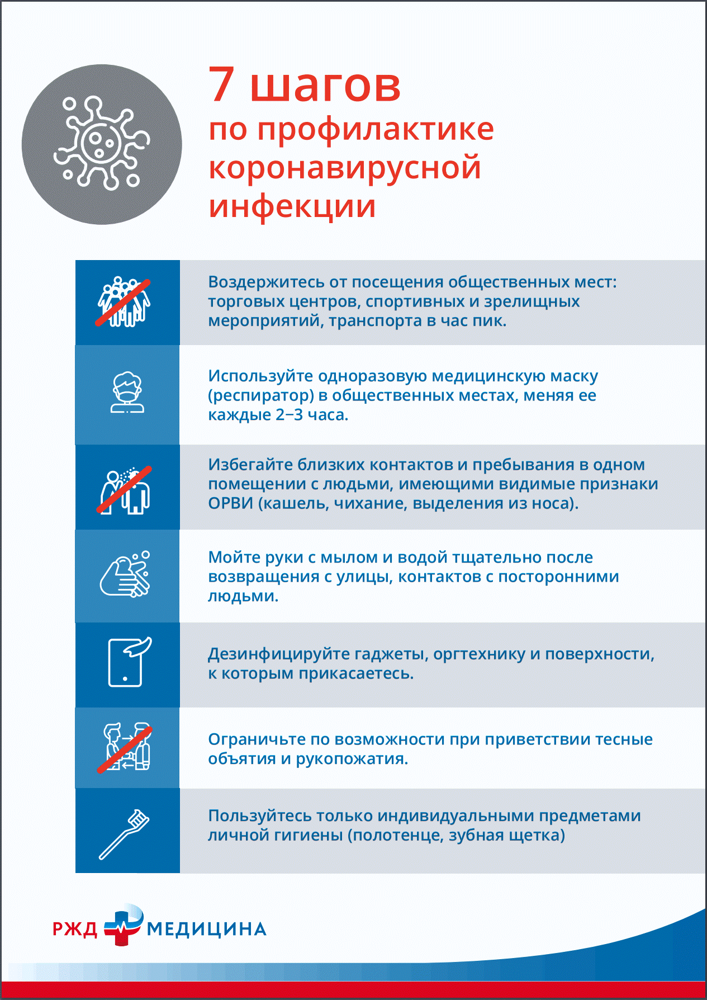 7 шагов
по профилактике
коронавирусной
инфекции
Воздержитесь от посещения общественных мест:
торговых центров, спортивных и зрелищных
мероприятий, транспорта в час пик.
Используйте одноразовую медицинскую маску
(респиратор) в общественных местах, меняя ее
каждые 2–3 часа.
Избегайте близких контактов и пребывания в одном
помещении с людьми, имеющими видимые признаки
ОРВИ (кашель, чихание, выделения из носа).
Мойте руки с мылом и водой тщательно после
возвращения с улицы, контактов с посторонними
людьми.
Дезинфицируйте гаджеты, оргтехнику и поверхности,
к которым прикасаетесь.
Ограничьте по возможности при приветствии тесные
объятия и рукопожатия.
Пользуйтесь только индивидуальными предметами
личной гигиены (полотенце, зубная щетка)
РЖД МЕДИЦИНА